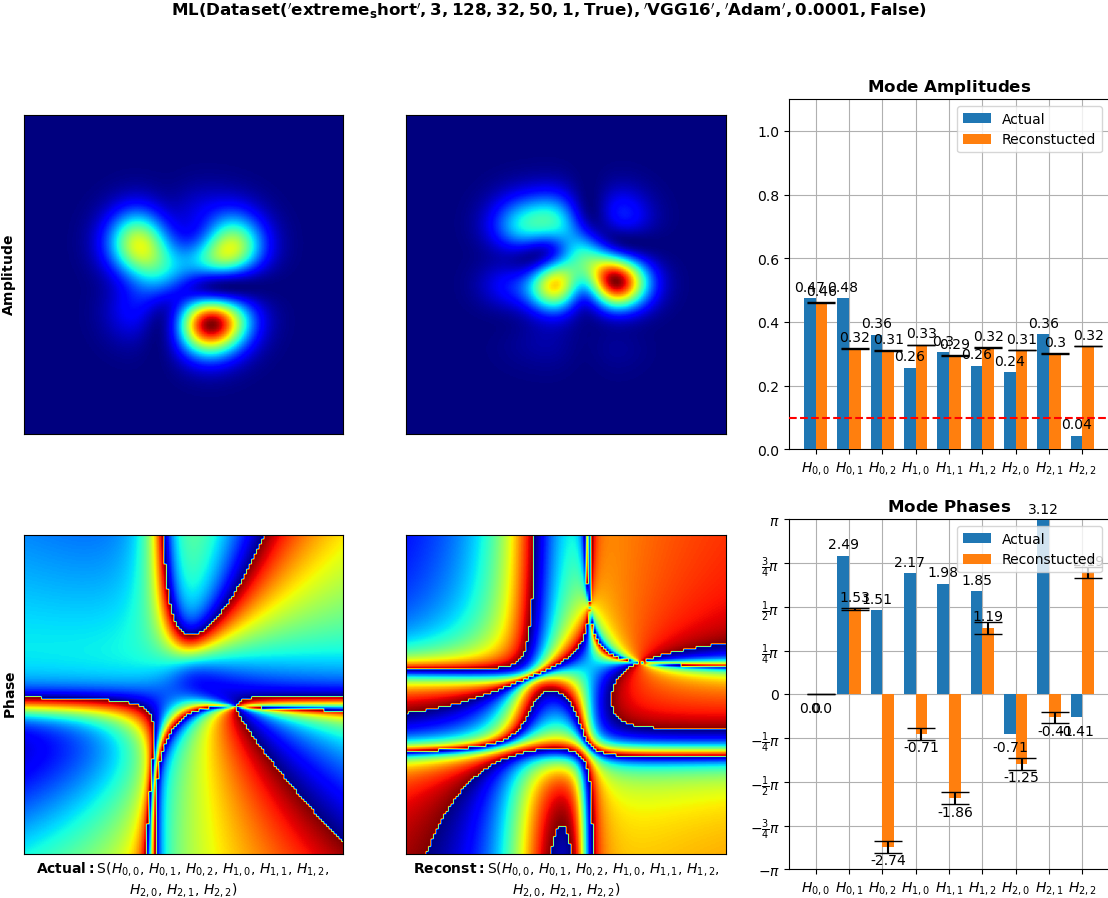 ML(Dataset('extreme_short', 3, 128, 32, 50, 1, True), 'VGG16', 'Adam', 0.0001, False)
Amplitude
Mode Amplitudes
Actual
Reconstucted
1.0
0.8
0.6
0.4
0.2
0.0
0.47 0.48 0.36 0.26 0.3 0.26 0.24 0.36 0.04
0.46 0.32 0.31 0.33 0.29 0.32 0.31 0.3 0.32
H0,0 H0,1 H0,2 H1,0 H1,1 H1,2 H2,0 H2,1 H2,2
Phase
Mode Phases
Actual
Reconstucted
π
3/4π
1/2π
1/4π
0
−1/4π
−1/2π
−3/4π
−π
0.0 2.49 1.51 2.17 1.98 1.85 -0.71 3.12 -0.41
0.0 1.53 -2.74 -0.71 -1.86 1.19 -1.25 -0.41
H0,0 H0,1 H0,2 H1,0 H1,1 H1,2 H2,0 H2,1 H2,2
Actual: S(H0,0, H0,1, H0,2, H1,0, H1,1, H1,2,
H2,0, H2,1, H2,2)
Reconst: S(H0,0, H0,1, H0,2, H1,0, H1,1, H1,2,
H2,0, H2,1, H2,2)